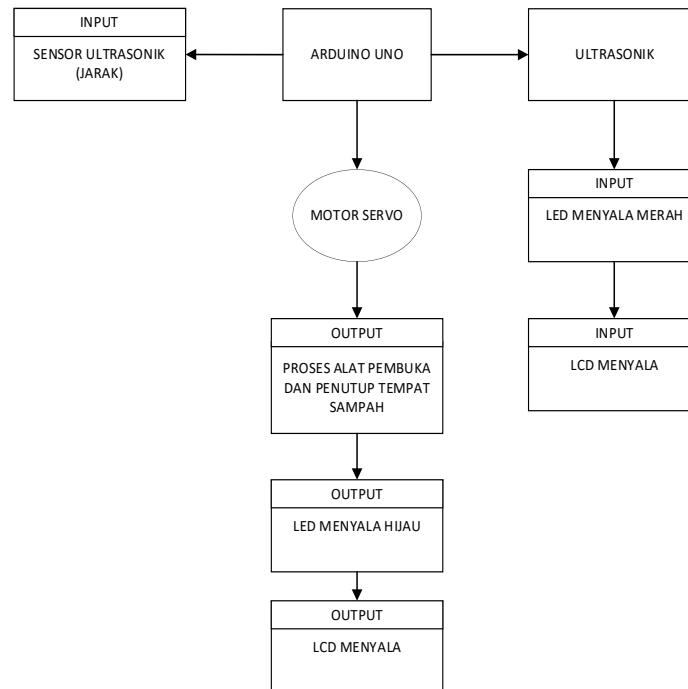 INPUT
SENSOR ULTRASONIK
(JARAK)
ARDUINO UNO
ULTRASONIK
MOTOR SERVO
INPUT
LED MENYALA MERAH
OUTPUT
PROSES ALAT PEMBUKA
DAN PENUTUP TEMPAT
SAMPAH
INPUT
LCD MENYALA
OUTPUT
LED MENYALA HIJAU
OUTPUT
LCD MENYALA